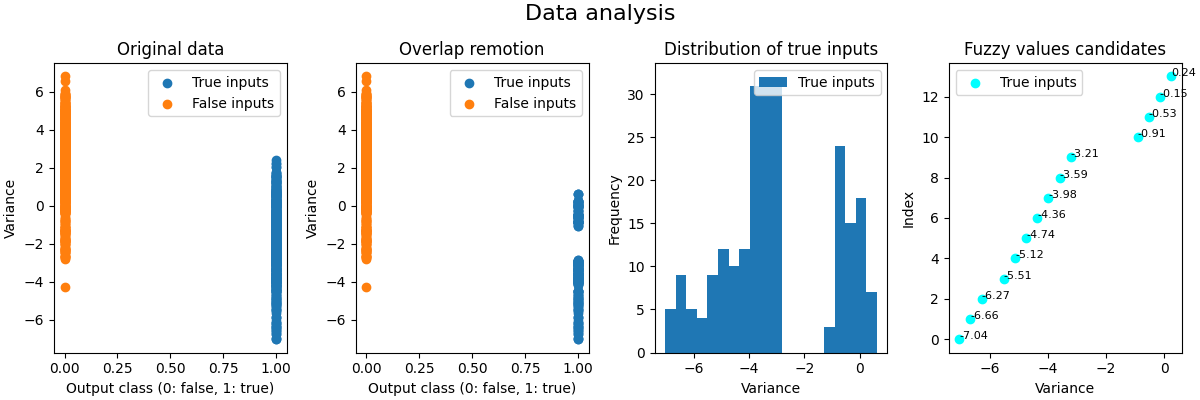 Data analysis
Original data
True inputs
False inputs
6
4
2
0
−2
−4
−6
Variance
0.00 0.25 0.50 0.75 1.00
Output class (0: false, 1: true)
Overlap remotion
True inputs
False inputs
6
4
2
0
−2
−4
−6
Variance
0.00 0.25 0.50 0.75 1.00
Output class (0: false, 1: true)
Distribution of true inputs
True inputs
30
25
20
15
10
5
0
Frequency
−6 −4 −2 0
Variance
Fuzzy values candidates
True inputs
12
10
8
6
4
2
0
Index
0.24
-0.15
-0.53
-0.91
-3.21
-3.59
-3.98
-4.36
-4.74
-5.12
-5.51
-6.27
-6.66
-7.04
−6 −4 −2 0
Variance